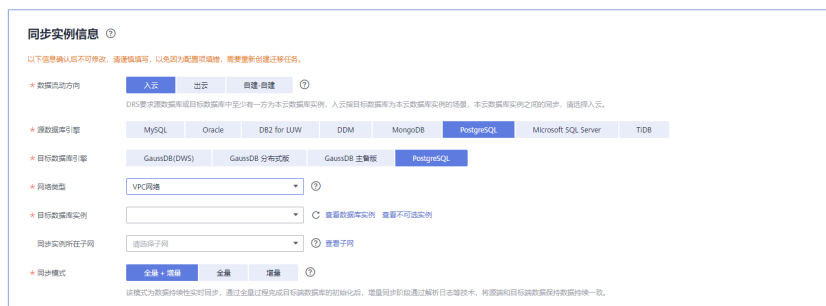 同步实例信息
以下信息确认后不可修改，请谨慎填写，以免因为配置项填错，需要重新创建迁移任务。
* 数据流动方向 入云 出云 自建-自建
DRS要求源数据库或目标数据库中至少有一方为本云数据库实例，入云指目标数据库为本云数据库实例的场景，本云数据库实例之间的同步，请选择入云。
* 源数据库引擎 MySQL Oracle DB2 for LUW DDM MongoDB PostgreSQL Microsoft SQL Server TiDB
* 目标数据库引擎 GaussDB(DWS) GaussDB 分布式版 GaussDB 主备版 PostgreSQL
* 网络类型 VPC网络
* 目标数据库实例 查看数据库实例 查看不可选实例
同步实例所在子网 请选择子网 查看子网
* 同步模式 全量+增量 全量 增量
该模式为数据持续性实时同步，通过全量过程完成目标端数据库的初始化后，增量同步阶段通过解析日志等技术，将源端和目标端数据保持数据持续一致。